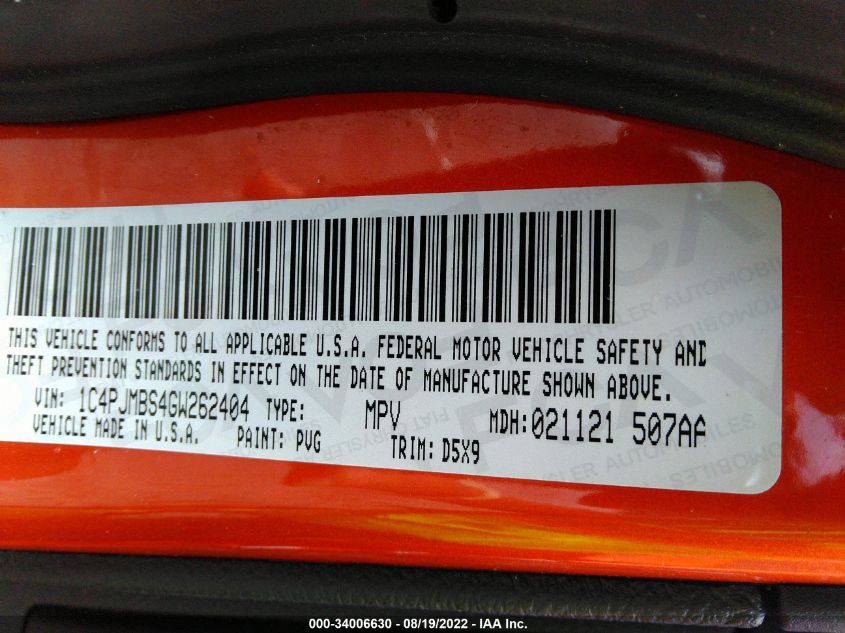 THIS VEHICLE CONFORMS TO ALL APPLICABLE U.S.A. FEDERAL MOTOR VEHICLE SAFETY AND
THEFT PREVENTION STANDARDS IN EFFECT ON THE DATE OF MANUFACTURE SHOWN ABOVE.
VIN: 1C4PJMBS4GW262404 TYPE: MPV MDH:021121 507AA
VEHICLE MADE IN U.S.A. PAINT: PVG TRIM: D5X9
000-34006630 - 08/19/2022 - IAA Inc.